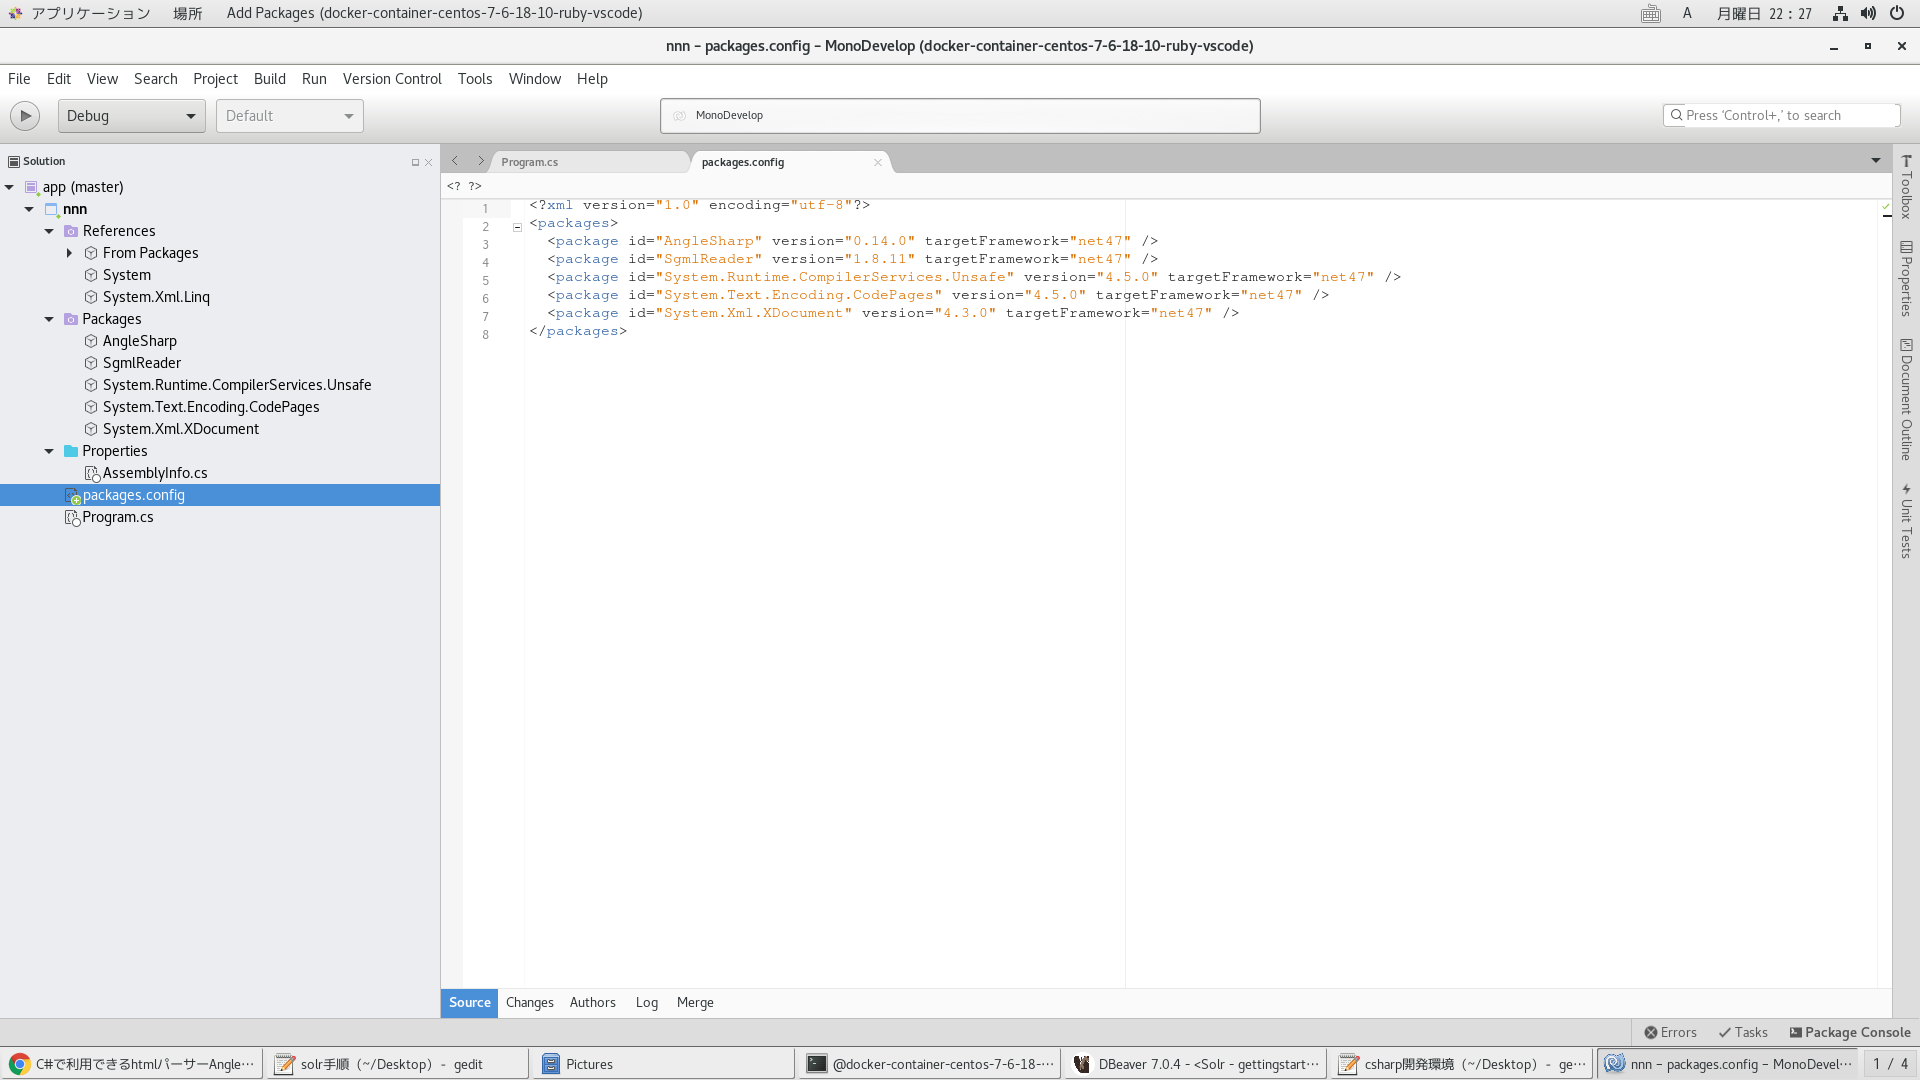 アプリケーション 場所 Add Packages (docker-container-centos-7-6-18-10-ruby-vscode) A 月曜日 22：27
nnn – packages.config – MonoDevelop (docker-container-centos-7-6-18-10-ruby-vscode)
File Edit View Search Project Build Run Version Control Tools Window Help
Debug Default MonoDevelop Press 'Control+,' to search
Solution
app (master)
nnn
References
From Packages
System
System.Xml.Linq
Packages
AngleSharp
SgmlReader
System.Runtime.CompilerServices.Unsafe
System.Text.Encoding.CodePages
System.Xml.XDocument
Properties
AssemblyInfo.cs
packages.config
Program.cs
Program.cs packages.config
<? ?>
1 <?xml version="1.0" encoding="utf-8"?>
2 <packages>
3 <package id="AngleSharp" version="0.14.0" targetFramework="net47" />
4 <package id="SgmlReader" version="1.8.11" targetFramework="net47" />
5 <package id="System.Runtime.CompilerServices.Unsafe" version="4.5.0" targetFramework="net47" />
6 <package id="System.Text.Encoding.CodePages" version="4.5.0" targetFramework="net47" />
7 <package id="System.Xml.XDocument" version="4.3.0" targetFramework="net47" />
8 </packages>
Toolbox
Properties
Document Outline
Unit Tests
Source Changes Authors Log Merge
Errors Tasks Package Console
C#で利用できるhtmlパーサーAngle… solr手順（~/Desktop） - gedit Pictures @docker-container-centos-7-6-18-… DBeaver 7.0.4 - <Solr - gettingstart… csharp開発環境（~/Desktop） - ge… nnn – packages.config – MonoDevel… 1 / 4